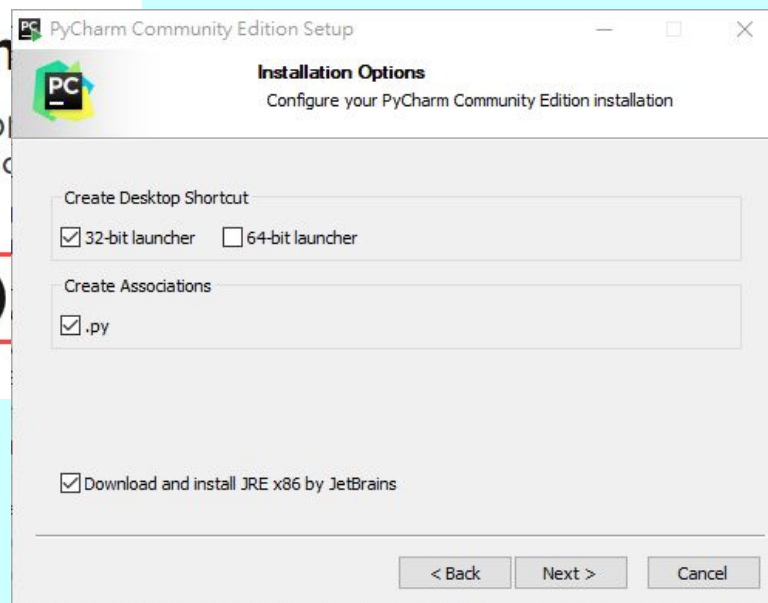 PyCharm Community Edition Setup
PC
Installation Options
Configure your PyCharm Community Edition installation
Create Desktop Shortcut
32-bit launcher 64-bit launcher
Create Associations
.py
Download and install JRE x86 by JetBrains
< Back Next > Cancel